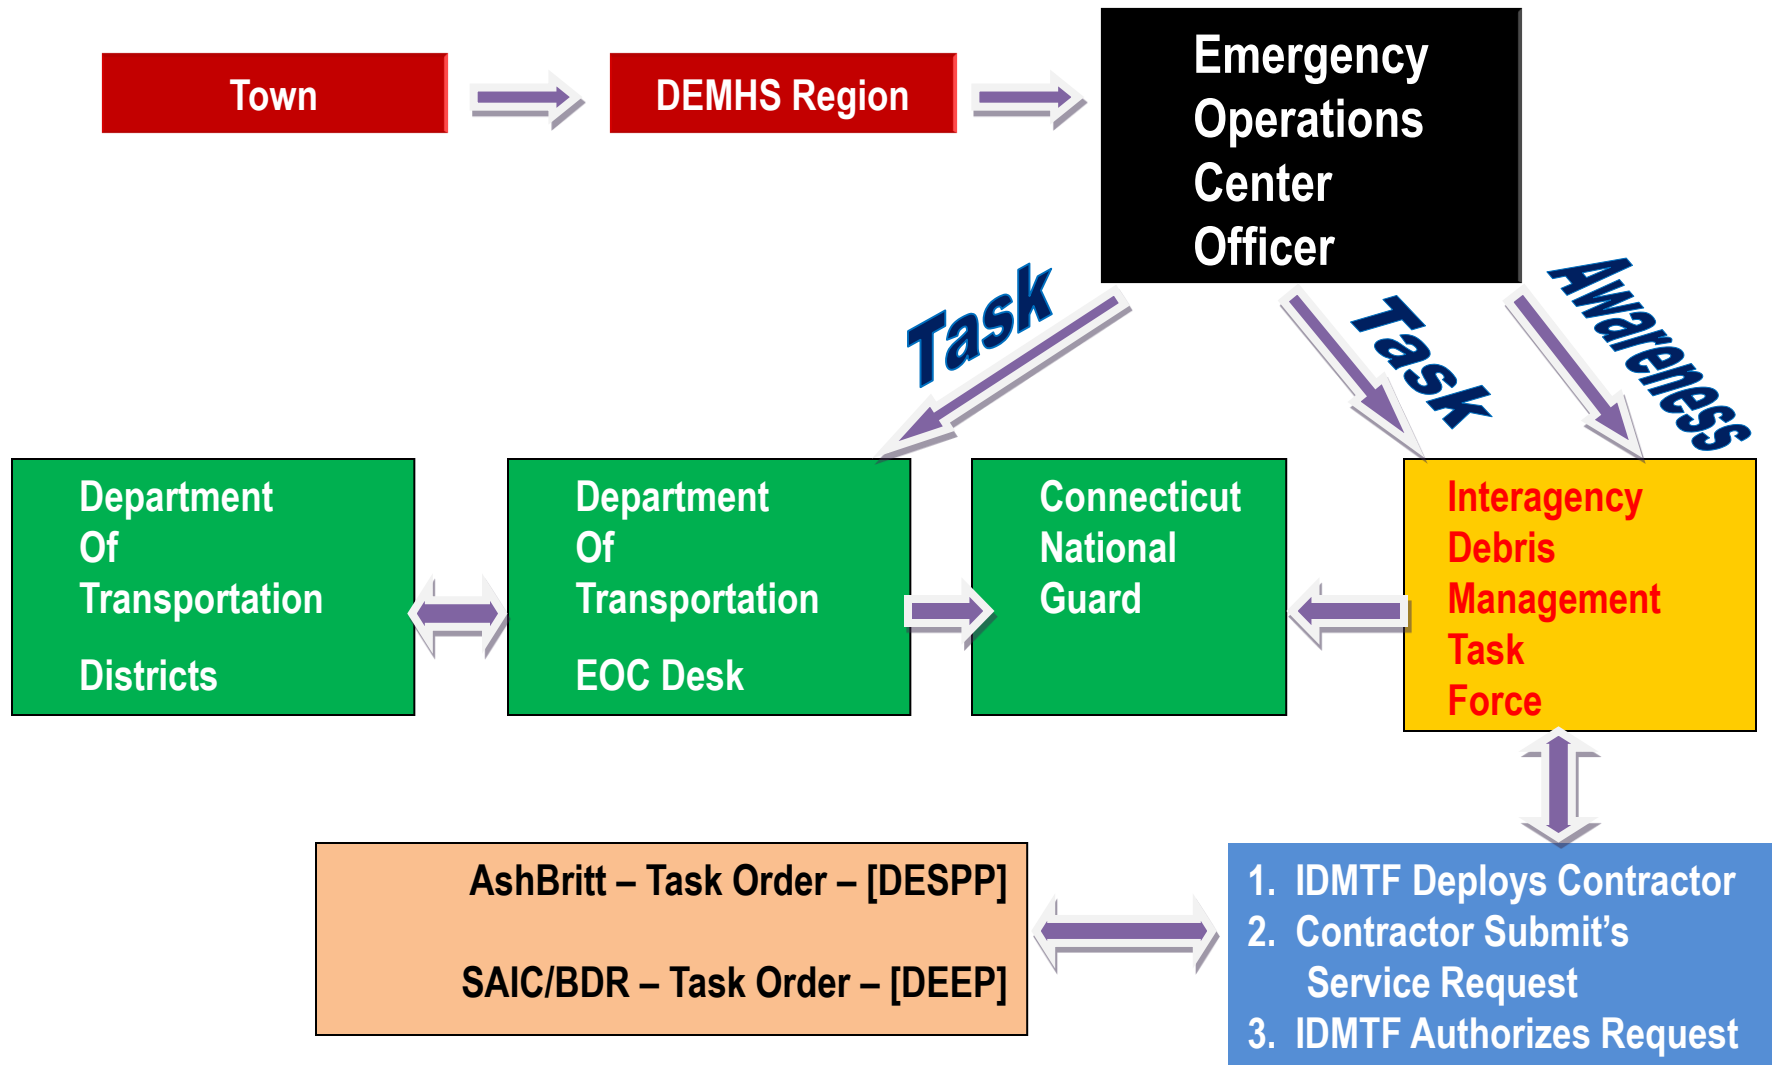 Town
DEMHS Region
Emergency
Operations
Center
Officer
Task
Task
Awareness
Department
Of
Transportation
Districts
Department
Of
Transportation
EOC Desk
Connecticut
National
Guard
Interagency
Debris
Management
Task
Force
AshBritt – Task Order – [DESPP]
SAIC/BDR – Task Order – [DEEP]
1. IDMTF Deploys Contractor
2. Contractor Submit’s
Service Request
3. IDMTF Authorizes Request